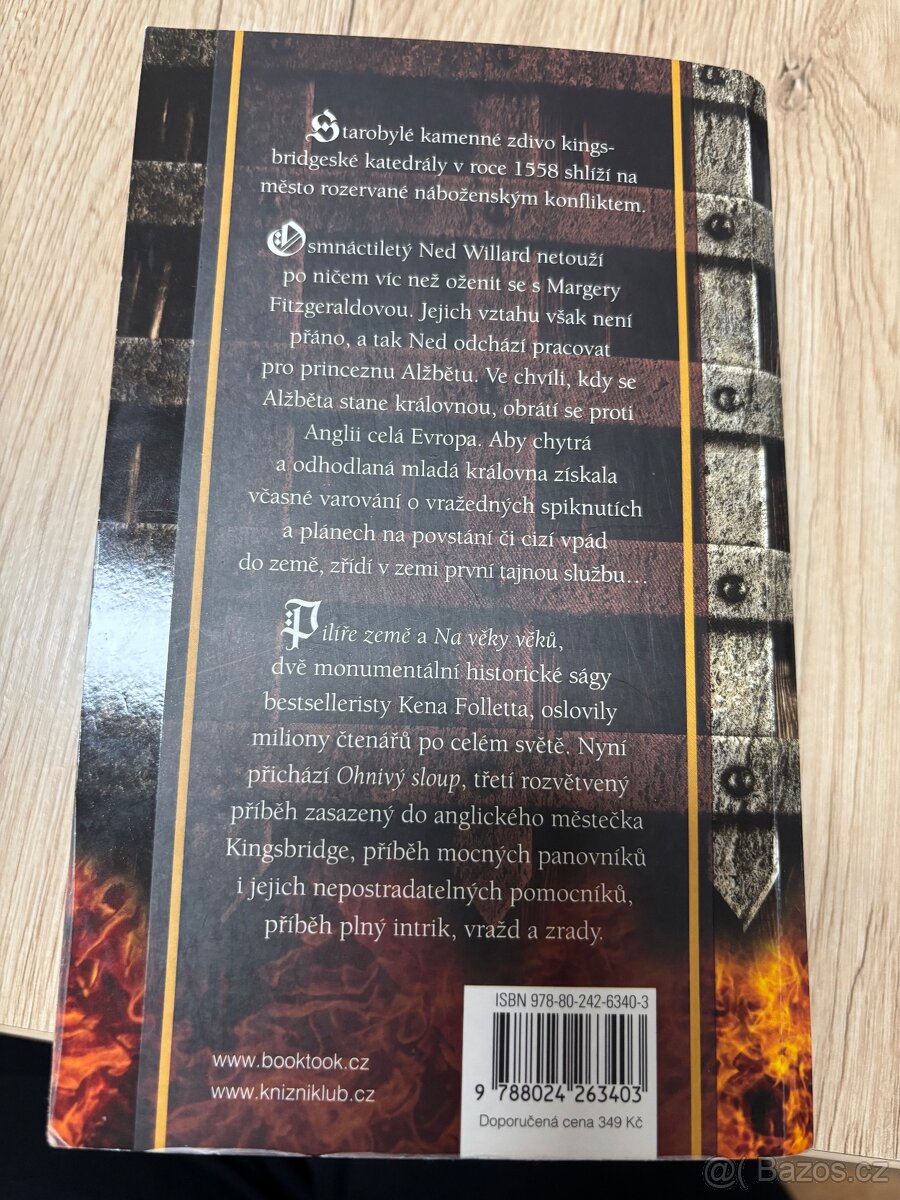 Starobylé kamenné zdivo kings-
bridgeské katedrály v roce 1558 shlíží na
město rozervané náboženským konfliktem.
Osmnáctiletý Ned Willard netouží
po ničem víc než oženit se s Margery
Fitzgeraldovou. Jejich vztahu však není
přáno, a tak Ned odchází pracovat
pro princeznu Alžbětu. Ve chvíli, kdy se
Alžběta stane královnou, obrátí se proti
Anglii celá Evropa. Aby chytrá
a odhodlaná mladá královna získala
včasné varování o vražedných spiknutích
a plánech na povstání či cizí vpád
do země, zřídí v zemi první tajnou službu...
Pilíře země a Na věky věků,
dvě monumentální historické ságy
bestselleristy Kena Folletta, oslovily
miliony čtenářů po celém světě. Nyní
přichází Ohnivý sloup, třetí rozvětvený
příběh zasazený do anglického městečka
Kingsbridge, příběh mocných panovníků
i jejich nepostradatelných pomocníků,
příběh plný intrik, vražd a zrady.
ISBN 978-80-242-6340-3
www.booktook.cz
www.knizniklub.cz
9 788024 263403
Doporučená cena 349 Kč
@( Bazoš.cz